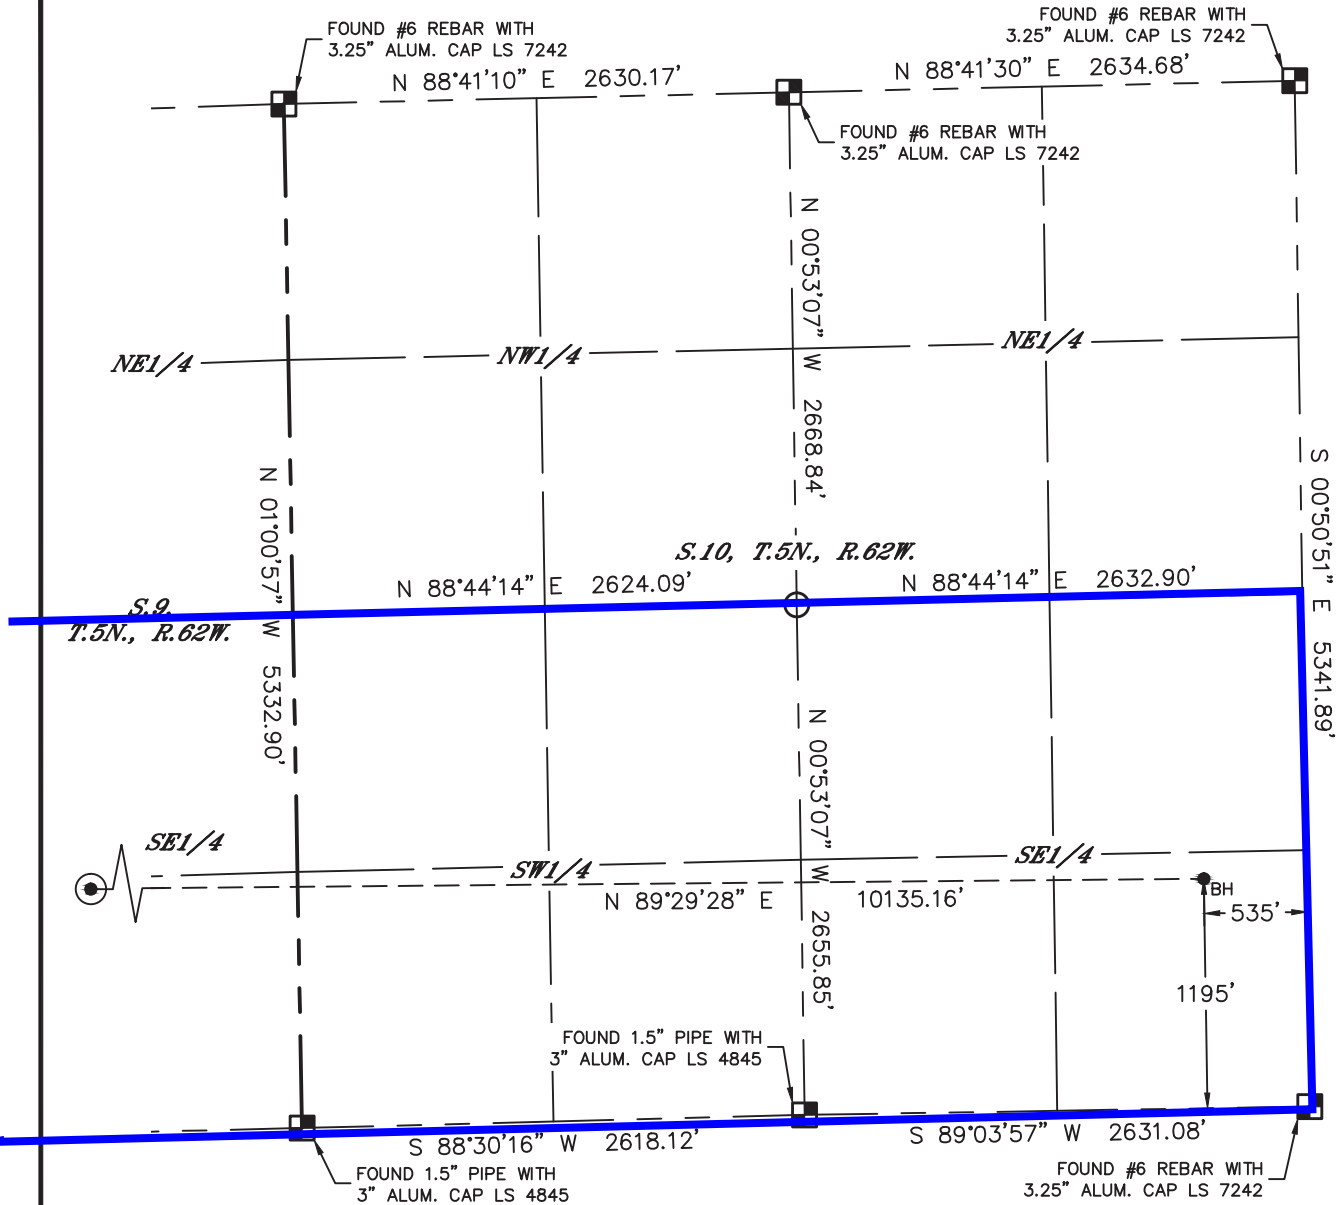 FOUND #6 REBAR WITH
3.25" ALUM. CAP LS 7242
FOUND #6 REBAR WITH
3.25" ALUM. CAP LS 7242
N 88°41'10" E 2630.17'
N 88°41'30" E 2634.68'
FOUND #6 REBAR WITH
3.25" ALUM. CAP LS 7242
N 00°53'07" W 2668.84'
NE1/4
NW1/4
NE1/4
N 01°00'57" W 5332.90'
S 00°50'51" E 5341.89'
S.10, T.5N., R.62W.
N 88°44'14" E 2624.09'
N 88°44'14" E 2632.90'
S.9,
T.5N., R.62W.
N 00°53'07" W 2655.85'
SE1/4
SW1/4
SE1/4
N 89°29'28" E 10135.16'
BH
535'
1195'
FOUND 1.5" PIPE WITH
3" ALUM. CAP LS 4845
S 88°30'16" W 2618.12'
S 89°03'57" W 2631.08'
FOUND 1.5" PIPE WITH
3" ALUM. CAP LS 4845
FOUND #6 REBAR WITH
3.25" ALUM. CAP LS 7242